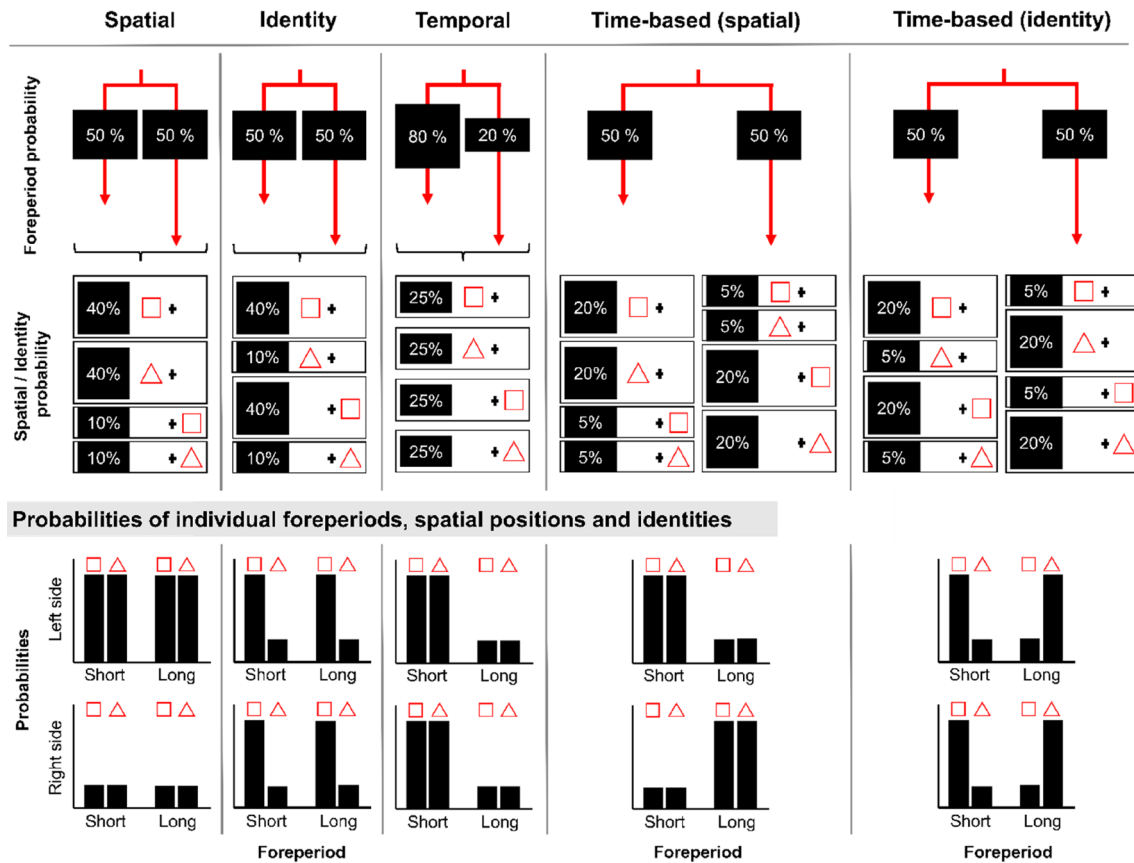 Spatial Identity Temporal Time-based (spatial) Time-based (identity)
Foreperiod probability
50 % 50 % 50 % 50 % 80 % 20 % 50 % 50 % 50 % 50 %
Spatial / Identity
probability
40% +
40% +
10% +
10% +
40% +
10% +
40% +
10% +
25% +
25% +
25% +
25% +
20% +
20% +
5% +
5% +
5% +
5% +
20% +
20% +
20% +
5% +
20% +
5% +
5% +
20% +
5% +
20% +
Probabilities of individual foreperiods, spatial positions and identities
Probabilities
Left side
Short Long Short Long Short Long Short Long Short Long
Right side
Short Long Short Long Short Long Short Long Short Long
Foreperiod Foreperiod Foreperiod